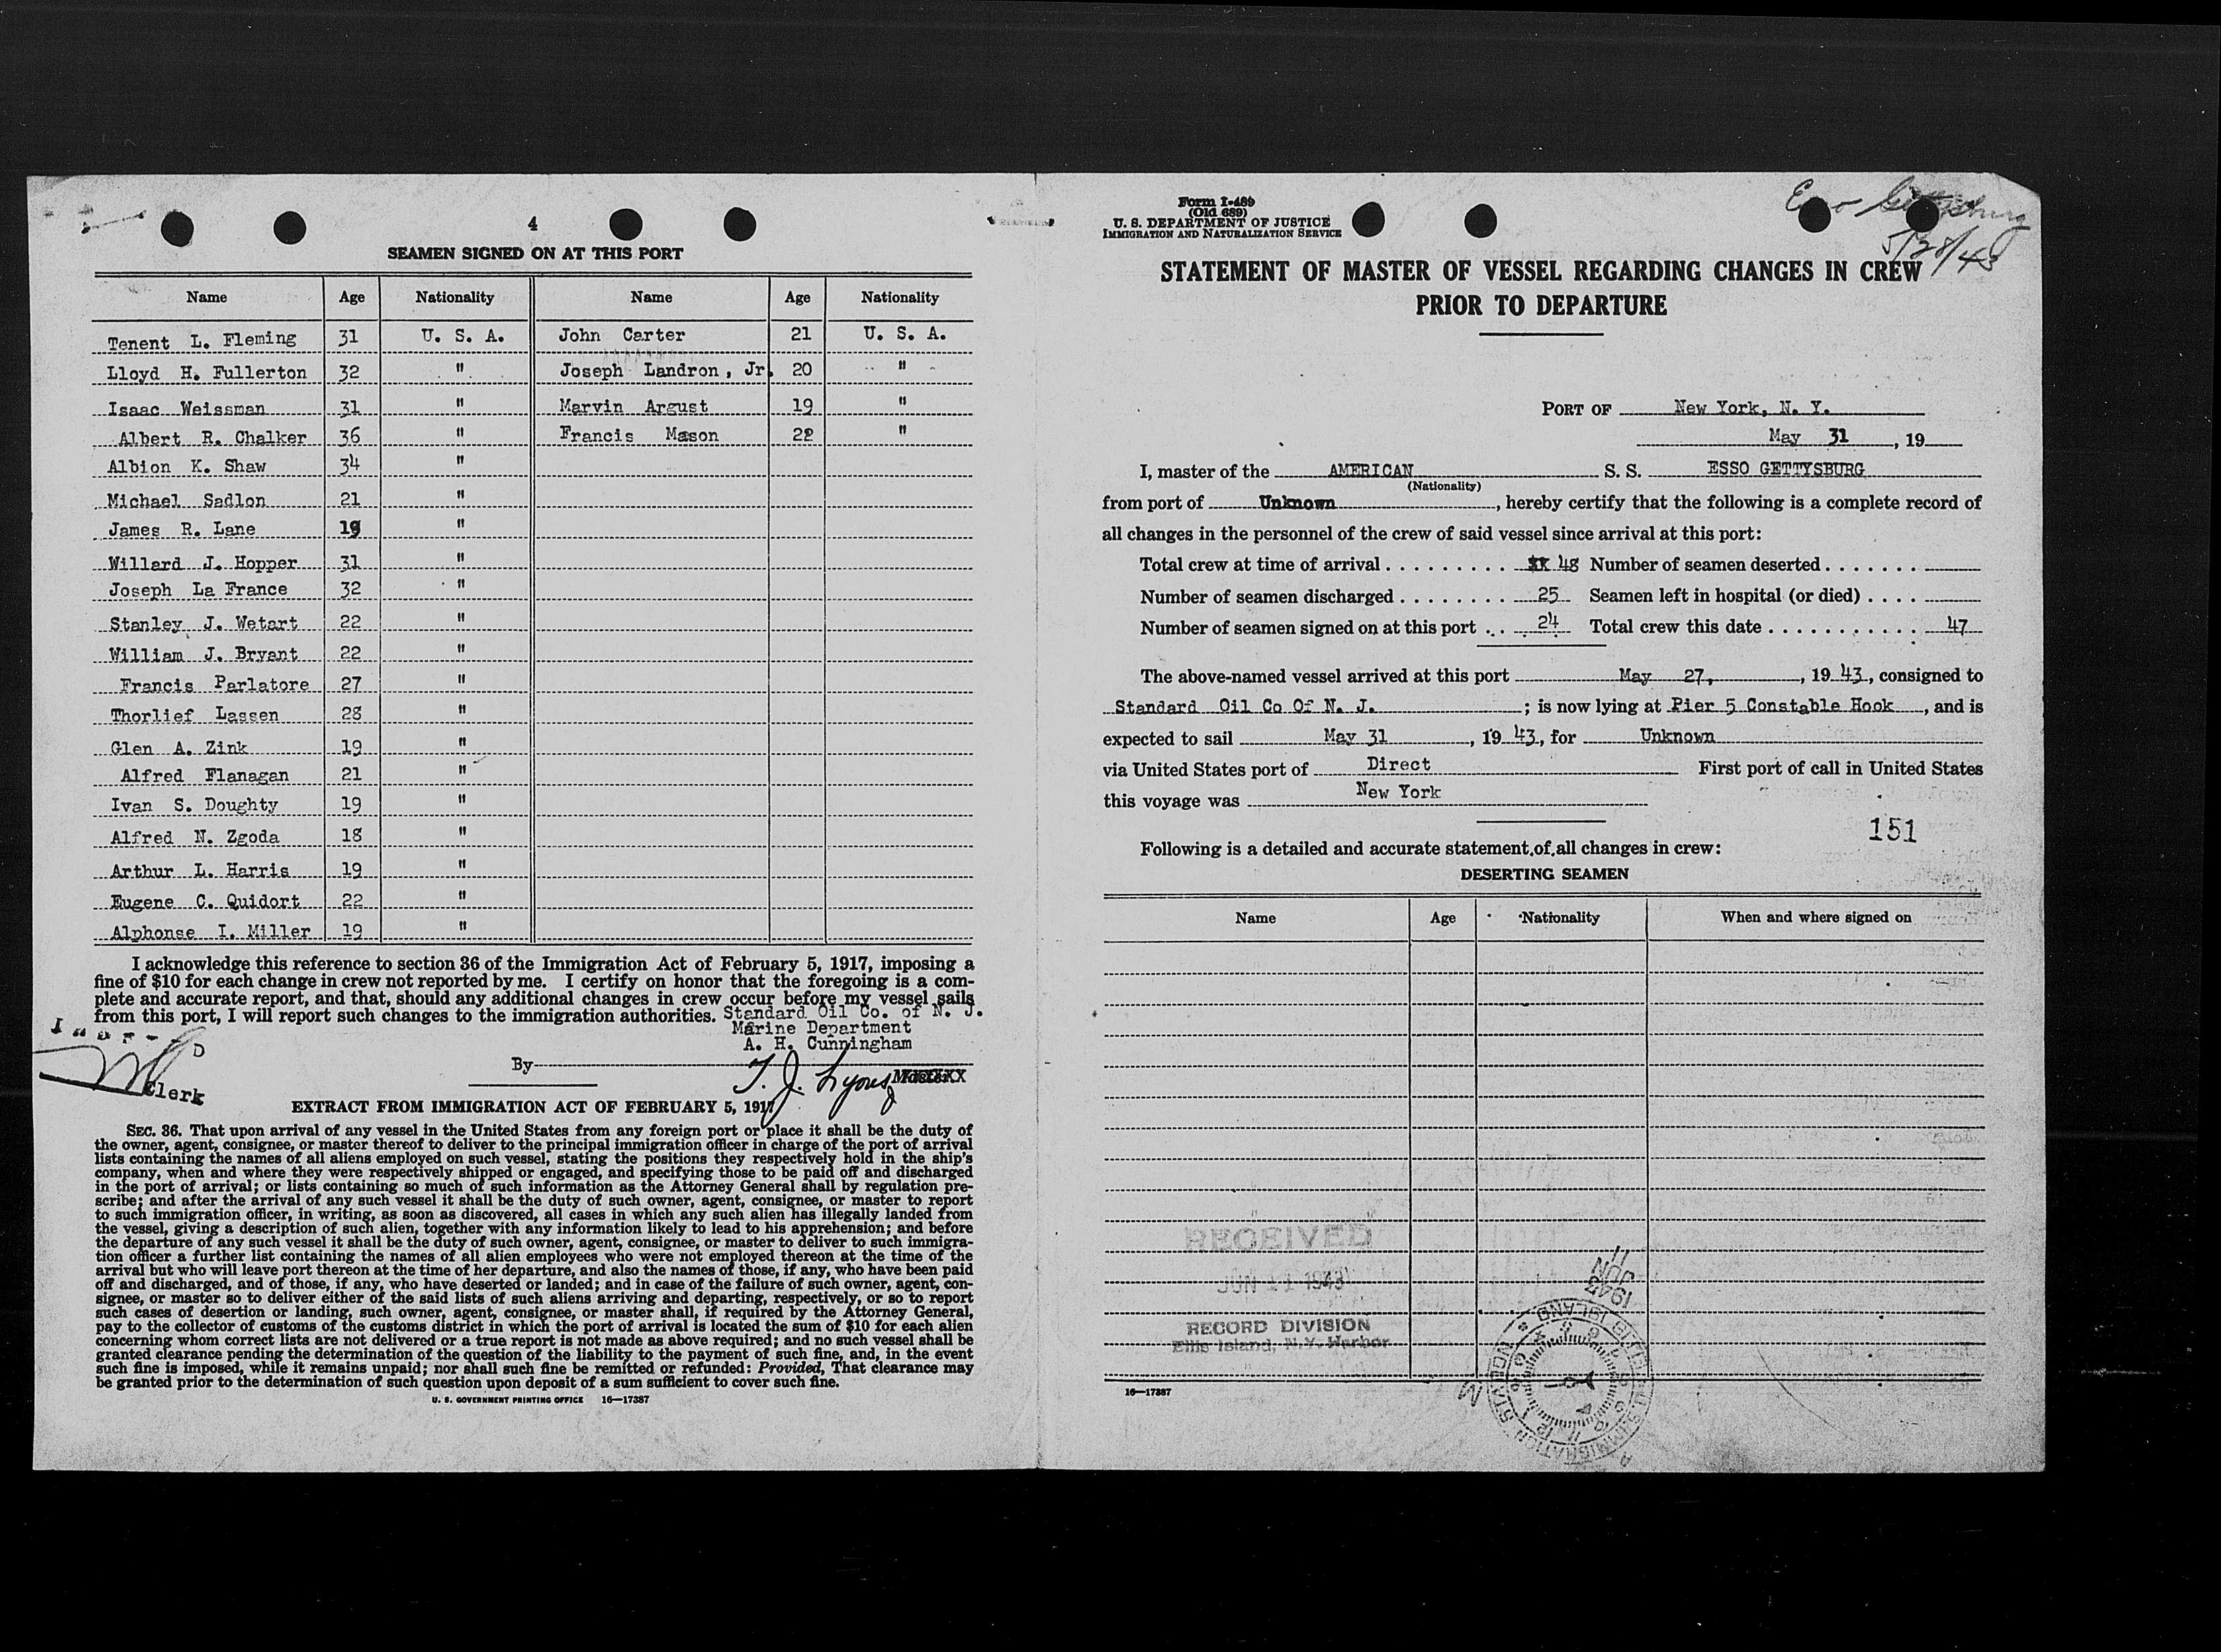 4
SEAMEN SIGNED ON AT THIS PORT
Name Age Nationality Name Age Nationality
Tenent L. Fleming 31 U. S. A. John Carter 21 U. S. A.
Lloyd H. Fullerton 32 " Joseph Landron, Jr. 20 "
Isaac Weissman 31 " Marvin Argust 19 "
Albert R. Chalker 36 " Francis Mason 22 "
Albion K. Shaw 34 "
Michael Sadlon 21 "
James R. Lane 19 "
Willard J. Hopper 31 "
Joseph La France 32 "
Stanley J. Wetart 22 "
William J. Bryant 22 "
Francis Parlatore 27 "
Thorlief Lassen 28 "
Glen A. Zink 19 "
Alfred Flanagan 21 "
Ivan S. Doughty 19 "
Alfred N. Zgoda 18 "
Arthur L. Harris 19 "
Eugene C. Quidort 22 "
Alphonse I. Miller 19 "
I acknowledge this reference to section 36 of the Immigration Act of February 5, 1917, imposing a
fine of $10 for each change in crew not reported by me. I certify on honor that the foregoing is a com-
plete and accurate report, and that, should any additional changes in crew occur before my vessel sails
from this port, I will report such changes to the immigration authorities. Standard Oil Co. of N. J.
Marine Department
A. H. Cunningham
By
T. J. Lyons
Clerk
EXTRACT FROM IMMIGRATION ACT OF FEBRUARY 5, 1917
SEC. 36. That upon arrival of any vessel in the United States from any foreign port or place it shall be the duty of
the owner, agent, consignee, or master thereof to deliver to the principal immigration officer in charge of the port of arrival
lists containing the names of all aliens employed on such vessel, stating the positions they respectively hold in the ship's
company, when and where they were respectively shipped or engaged, and specifying those to be paid off and discharged
in the port of arrival; or lists containing so much of such information as the Attorney General shall by regulation pre-
scribe; and after the arrival of any such vessel it shall be the duty of such owner, agent, consignee, or master to report
to such immigration officer, in writing, as soon as discovered, all cases in which any such alien has illegally landed from
the vessel, giving a description of such alien, together with any information likely to lead to his apprehension; and before
the departure of any such vessel it shall be the duty of such owner, agent, consignee, or master to deliver to such immigra-
tion officer a further list containing the names of all alien employees who were not employed thereon at the time of the
arrival but who will leave port thereon at the time of her departure, and also the names of those, if any, who have been paid
off and discharged, and of those, if any, who have deserted or landed; and in case of the failure of such owner, agent, con-
signee, or master so to deliver either of the said lists of such aliens arriving and departing, respectively, or so to report
such cases of desertion or landing, such owner, agent, consignee, or master shall, if required by the Attorney General,
pay to the collector of customs of the customs district in which the port of arrival is located the sum of $10 for each alien
concerning whom correct lists are not delivered or a true report is not made as above required; and no such vessel shall be
granted clearance pending the determination of the question of the liability to the payment of such fine, and, in the event
such fine is imposed, while it remains unpaid; nor shall such fine be remitted or refunded: Provided, That clearance may
be granted prior to the determination of such question upon deposit of a sum sufficient to cover such fine.
U. S. GOVERNMENT PRINTING OFFICE 16—17387
Form I-489
(Old 689)
U. S. DEPARTMENT OF JUSTICE
IMMIGRATION AND NATURALIZATION SERVICE
Esso Gettysburg
5/28/43
STATEMENT OF MASTER OF VESSEL REGARDING CHANGES IN CREW
PRIOR TO DEPARTURE
PORT OF New York, N. Y.
May 31, 19
I, master of the AMERICAN S. S. ESSO GETTYSBURG
(Nationality)
from port of Unknown, hereby certify that the following is a complete record of
all changes in the personnel of the crew of said vessel since arrival at this port:
Total crew at time of arrival . . . . . . . . . 48 Number of seamen deserted . . . . . . .
Number of seamen discharged . . . . . . . . 25 Seamen left in hospital (or died) . . . .
Number of seamen signed on at this port . . 24 Total crew this date . . . . . . . . . . . 47
The above-named vessel arrived at this port May 27, , 1943, consigned to
Standard Oil Co Of N. J. ; is now lying at Pier 5 Constable Hook, and is
expected to sail May 31, 1943, for Unknown
via United States port of Direct First port of call in United States
this voyage was New York
151
Following is a detailed and accurate statement of all changes in crew:
DESERTING SEAMEN
Name Age Nationality When and where signed on
RECEIVED
JUN 11 1943
RECORD DIVISION
Ellis Island, N.Y. Harbor
1943
JUN
11
16—17387